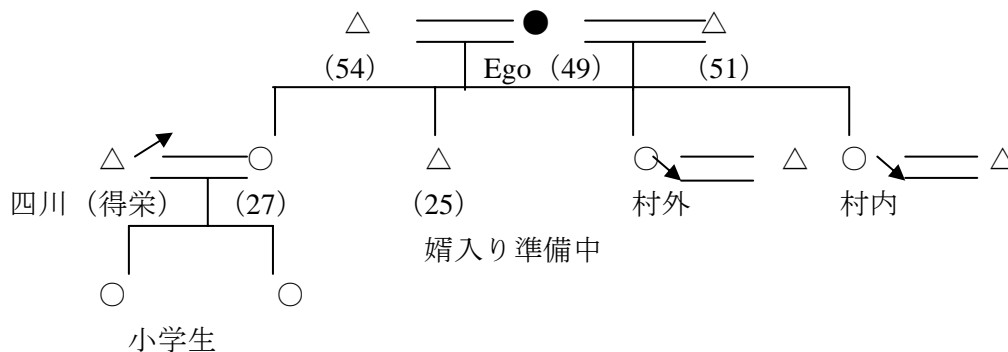 (54) Ego (49) (51)
四川（得栄） (27) (25) 村外 村内
婿入り準備中
小学生